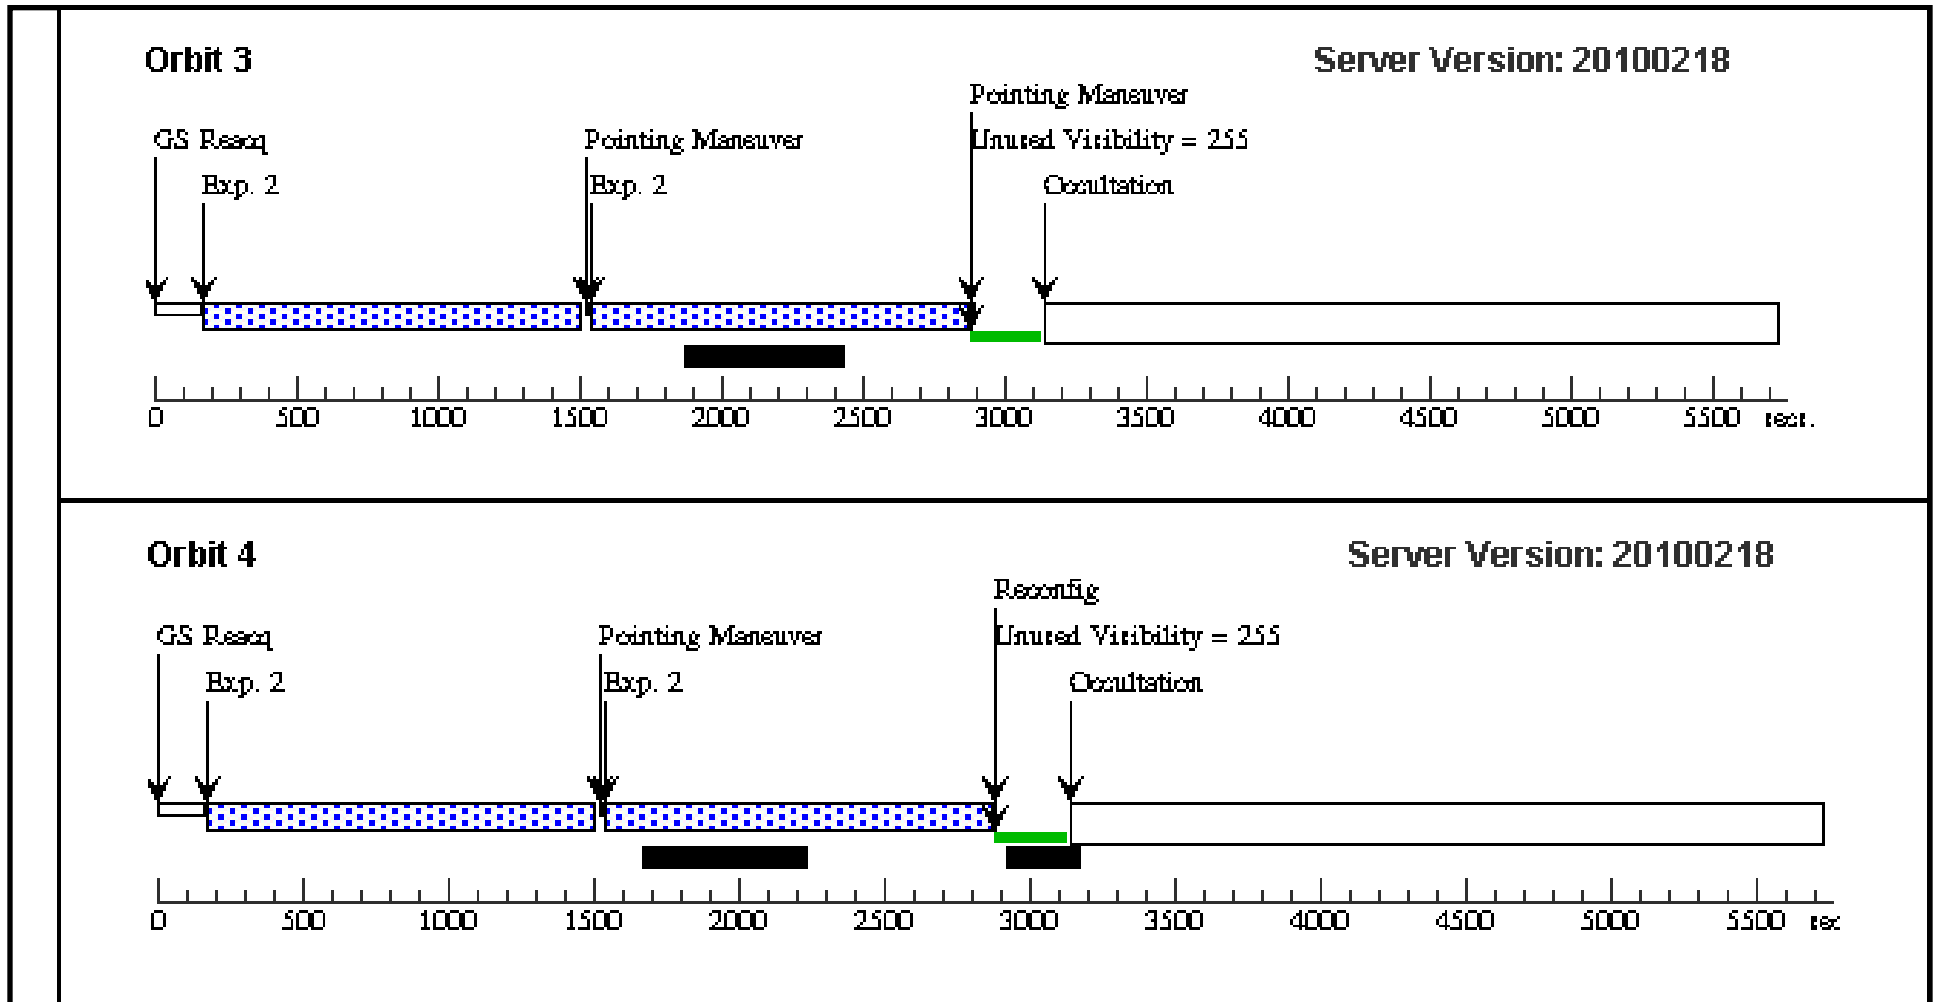 Orbit 3
Server Version: 20100218
Pointing Maneuver
GS Reacq
Pointing Maneuver
Unused Visibility = 255
Exp. 2
Exp. 2
Occultation
0 500 1000 1500 2000 2500 3000 3500 4000 4500 5000 5500 secs.
Orbit 4
Server Version: 20100218
Reconfig
GS Reacq
Pointing Maneuver
Unused Visibility = 255
Exp. 2
Exp. 2
Occultation
0 500 1000 1500 2000 2500 3000 3500 4000 4500 5000 5500 sec